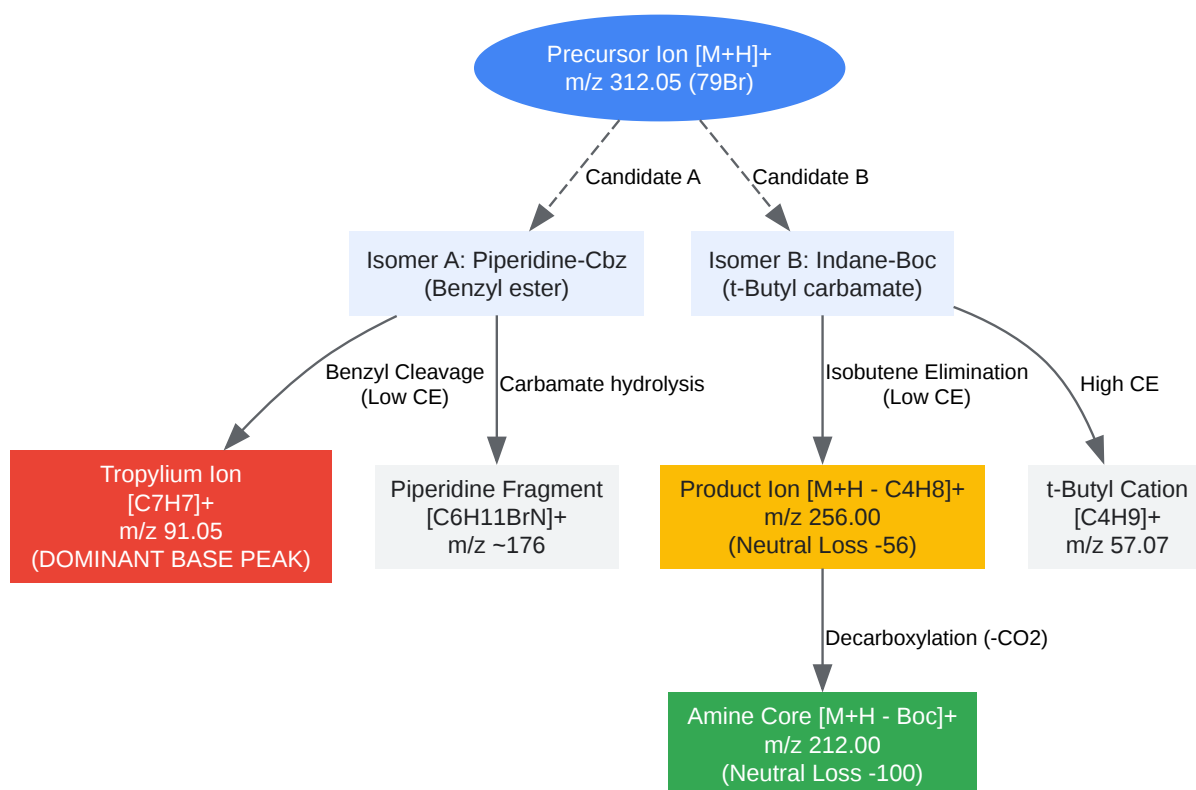 Precursor Ion [M+H]+
m/z 312.05 (79Br)
Candidate A
Candidate B
Isomer A: Piperidine-Cbz
(Benzyl ester)
Isomer B: Indane-Boc
(t-Butyl carbamate)
Benzyl Cleavage
(Low CE)
Carbamate hydrolysis
Isobutene Elimination
(Low CE)
High CE
Tropylium Ion
[C7H7]+
m/z 91.05
(DOMINANT BASE PEAK)
Piperidine Fragment
[C6H11BrN]+
m/z ~176
Product Ion [M+H - C4H8]+
m/z 256.00
(Neutral Loss -56)
t-Butyl Cation
[C4H9]+
m/z 57.07
Decarboxylation (-CO2)
Amine Core [M+H - Boc]+
m/z 212.00
(Neutral Loss -100)